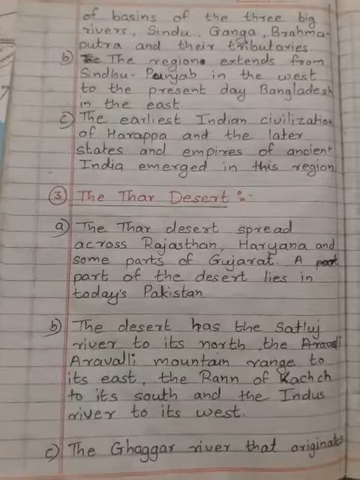 of basins of the three big
rivers, Sindu, Ganga, Brahma-
putra and their tributaries.
b) The region extends from
Sindhu-Punjab in the west
to the present day Bangladesh
in the east.
c) The earliest Indian civilization
of Harappa and the later
states and empires of ancient
India emerged in this region
③ The Thar Desert :-
a) The Thar desert spread
across Rajasthan, Haryana and
some parts of Gujarat. A
part of the desert lies in
today's Pakistan
b) The desert has the Satluj
river to its north the Aravali
Aravalli mountain range to
its east, the Rann of Kachch
to its south and the Indus
river to its west.
c) The Ghaggar river that originates